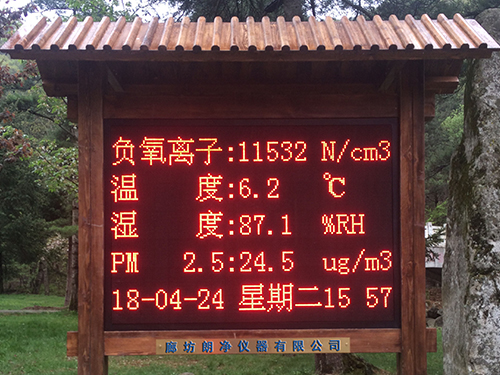 负氧离子:11532 N/cm3
温 度:6.2 ℃
湿 度:87.1 %RH
PM 2.5:24.5 ug/m3
18-04-24 星期二15 57
廊坊朗净仪器有限公司